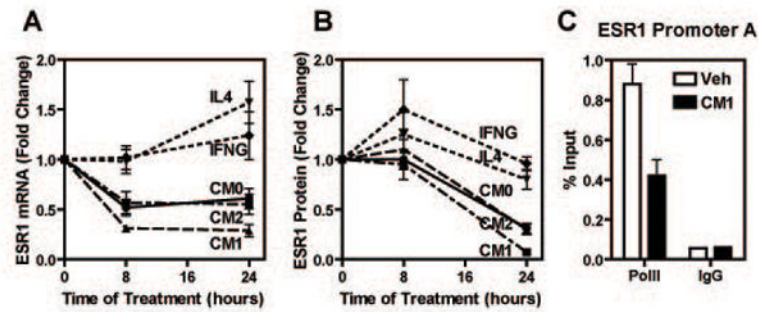 A
ESR1 mRNA (Fold Change)
2.0
1.5
1.0
0.5
0.0
IL4
IFNG
CM0
CM2
CM1
0
8
16
24
Time of Treatment (hours)
B
ESR1 Protein (Fold Change)
2.0
1.5
1.0
0.5
0.0
IFNG
IL4
CM0
CM2
CM1
0
8
16
24
Time of Treatment (hours)
C
ESR1 Promoter A
% Input
1.0
0.8
0.6
0.4
0.2
0.0
Veh
CM1
PolII
IgG